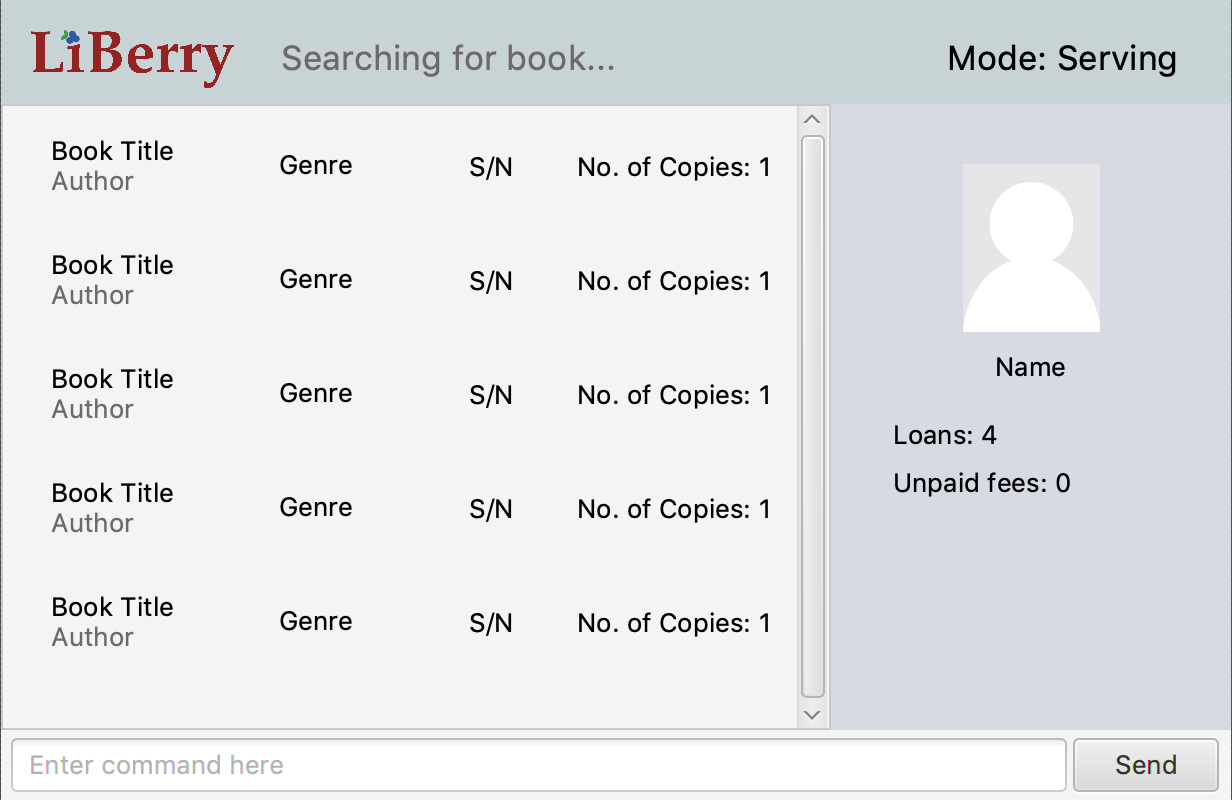 LiBerry Searching for book... Mode: Serving
Book Title Genre S/N No. of Copies: 1
Author
Book Title Genre S/N No. of Copies: 1
Author
Book Title Genre S/N No. of Copies: 1
Author
Book Title Genre S/N No. of Copies: 1
Author
Book Title Genre S/N No. of Copies: 1
Author
Name
Loans: 4
Unpaid fees: 0
Enter command here Send